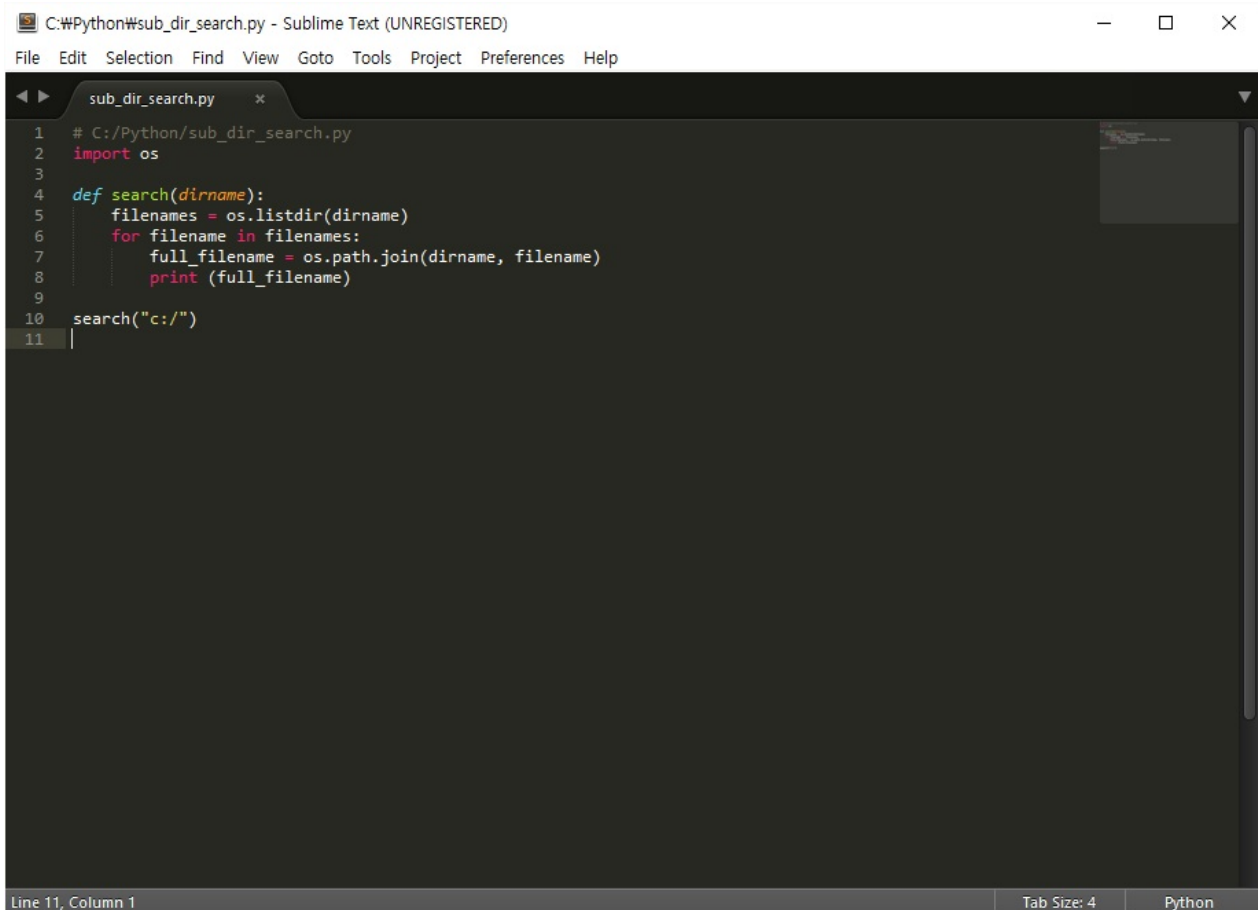 C:₩Python₩sub_dir_search.py - Sublime Text (UNREGISTERED)
File Edit Selection Find View Goto Tools Project Preferences Help
sub_dir_search.py
1 # C:/Python/sub_dir_search.py
2 import os
3
4 def search(dirname):
5     filenames = os.listdir(dirname)
6     for filename in filenames:
7         full_filename = os.path.join(dirname, filename)
8         print (full_filename)
9
10 search("c:/")
11
Line 11, Column 1 Tab Size: 4 Python